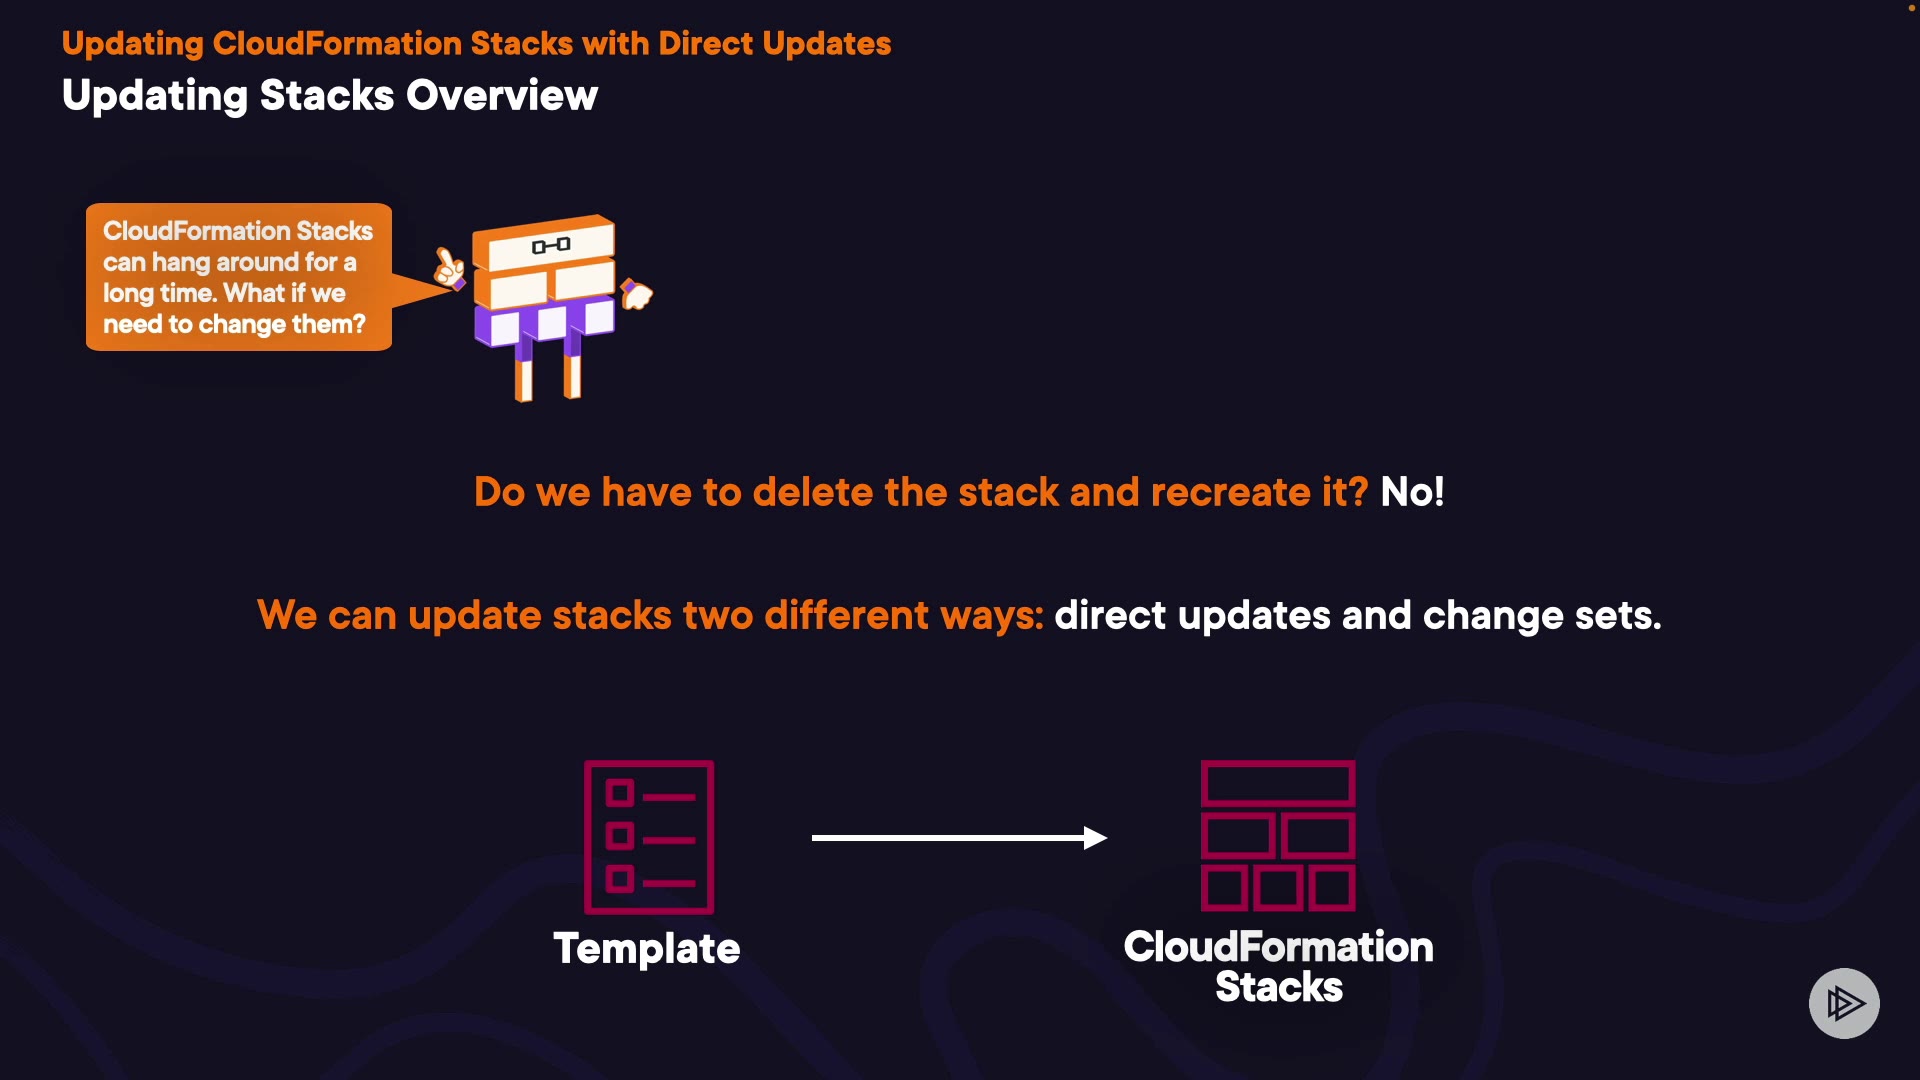 Updating CloudFormation Stacks with Direct Updates
Updating Stacks Overview
CloudFormation Stacks
can hang around for a
long time. What if we
need to change them?
Do we have to delete the stack and recreate it? No!
We can update stacks two different ways: direct updates and change sets.
Template
CloudFormation
Stacks